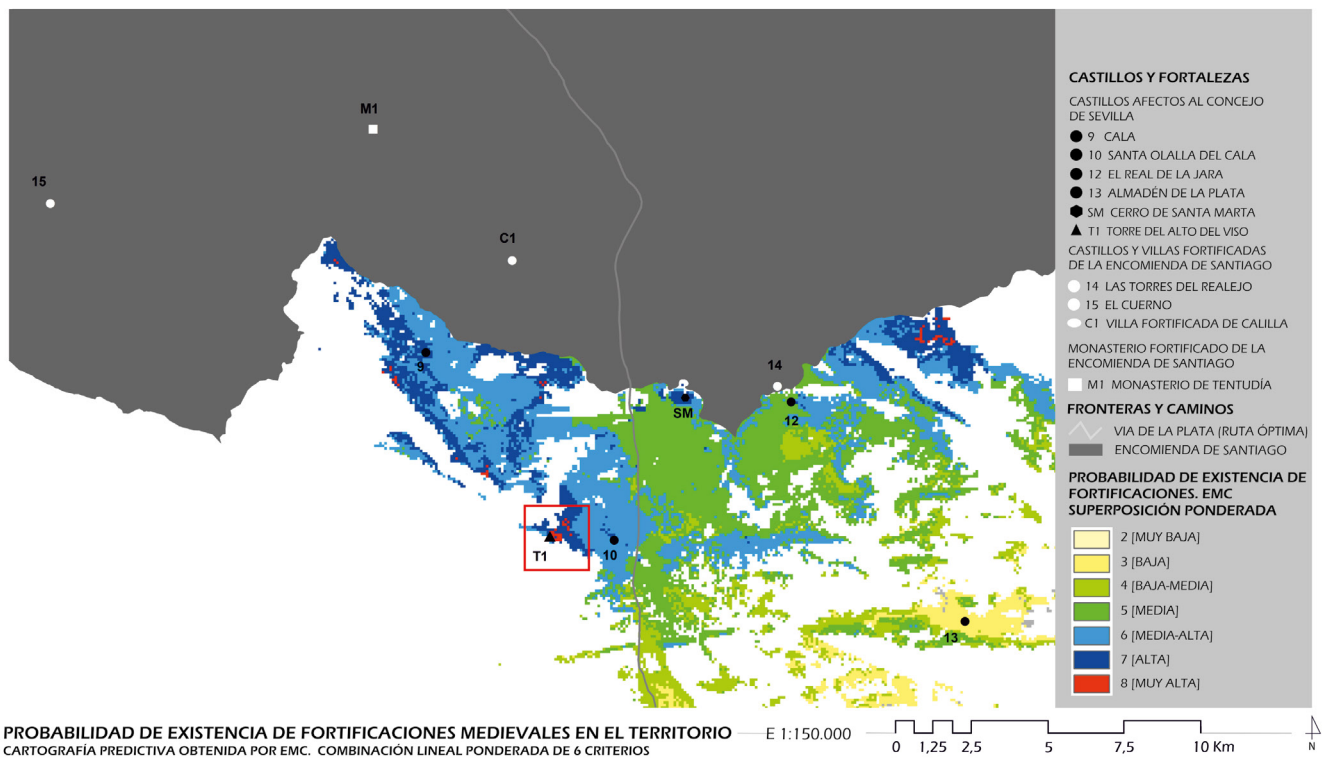 M1
15
C1
9
14
SM
12
T1
10
13
CASTILLOS Y FORTALEZAS
CASTILLOS AFECTOS AL CONCEJO
DE SEVILLA
9 CALA
10 SANTA OLALLA DEL CALA
12 EL REAL DE LA JARA
13 ALMADÉN DE LA PLATA
SM CERRO DE SANTA MARTA
T1 TORRE DEL ALTO DEL VISO
CASTILLOS Y VILLAS FORTIFICADAS
DE LA ENCOMIENDA DE SANTIAGO
14 LAS TORRES DEL REALEJO
15 EL CUERNO
C1 VILLA FORTIFICADA DE CALILLA
MONASTERIO FORTIFICADO DE LA
ENCOMIENDA DE SANTIAGO
M1 MONASTERIO DE TENTUDÍA
FRONTERAS Y CAMINOS
VIA DE LA PLATA (RUTA ÓPTIMA)
ENCOMIENDA DE SANTIAGO
PROBABILIDAD DE EXISTENCIA DE
FORTIFICACIONES. EMC
SUPERPOSICIÓN PONDERADA
2 [MUY BAJA]
3 [BAJA]
4 [BAJA-MEDIA]
5 [MEDIA]
6 [MEDIA-ALTA]
7 [ALTA]
8 [MUY ALTA]
PROBABILIDAD DE EXISTENCIA DE FORTIFICACIONES MEDIEVALES EN EL TERRITORIO
CARTOGRAFÍA PREDICTIVA OBTENIDA POR EMC. COMBINACIÓN LINEAL PONDERADA DE 6 CRITERIOS
E 1:150.000
0 1,25 2,5 5 7,5 10 Km
N